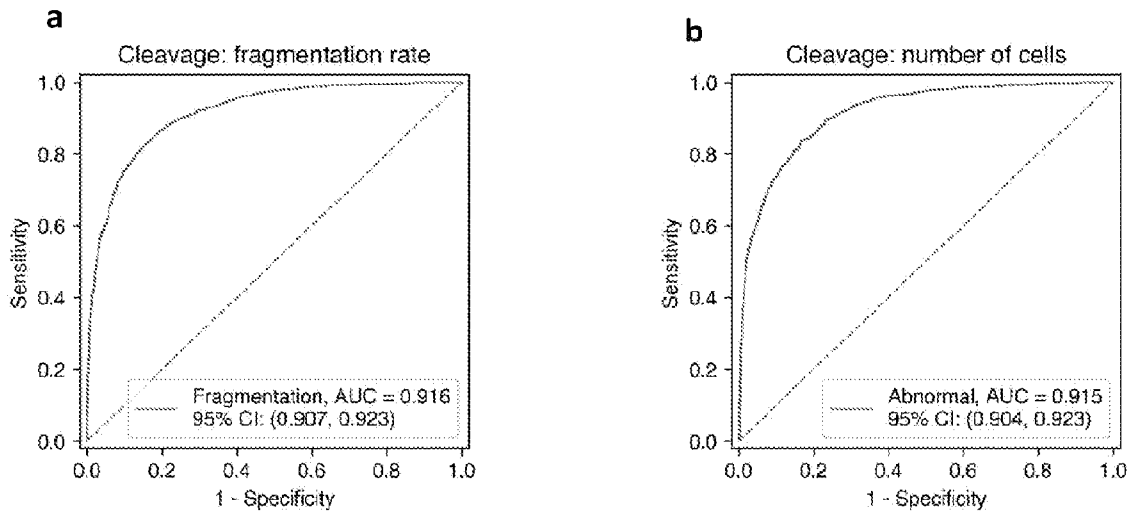 a
Cleavage: fragmentation rate
1.0
0.8
0.6
0.4
0.2
0.0
Sensitivity
Fragmentation, AUC = 0.916
95% CI: (0.907, 0.923)
0.0 0.2 0.4 0.6 0.8 1.0
1 - Specificity
b
Cleavage: number of cells
1.0
0.8
0.6
0.4
0.2
0.0
Sensitivity
Abnormal, AUC = 0.915
95% CI: (0.904, 0.923)
0.0 0.2 0.4 0.6 0.8 1.0
1 - Specificity